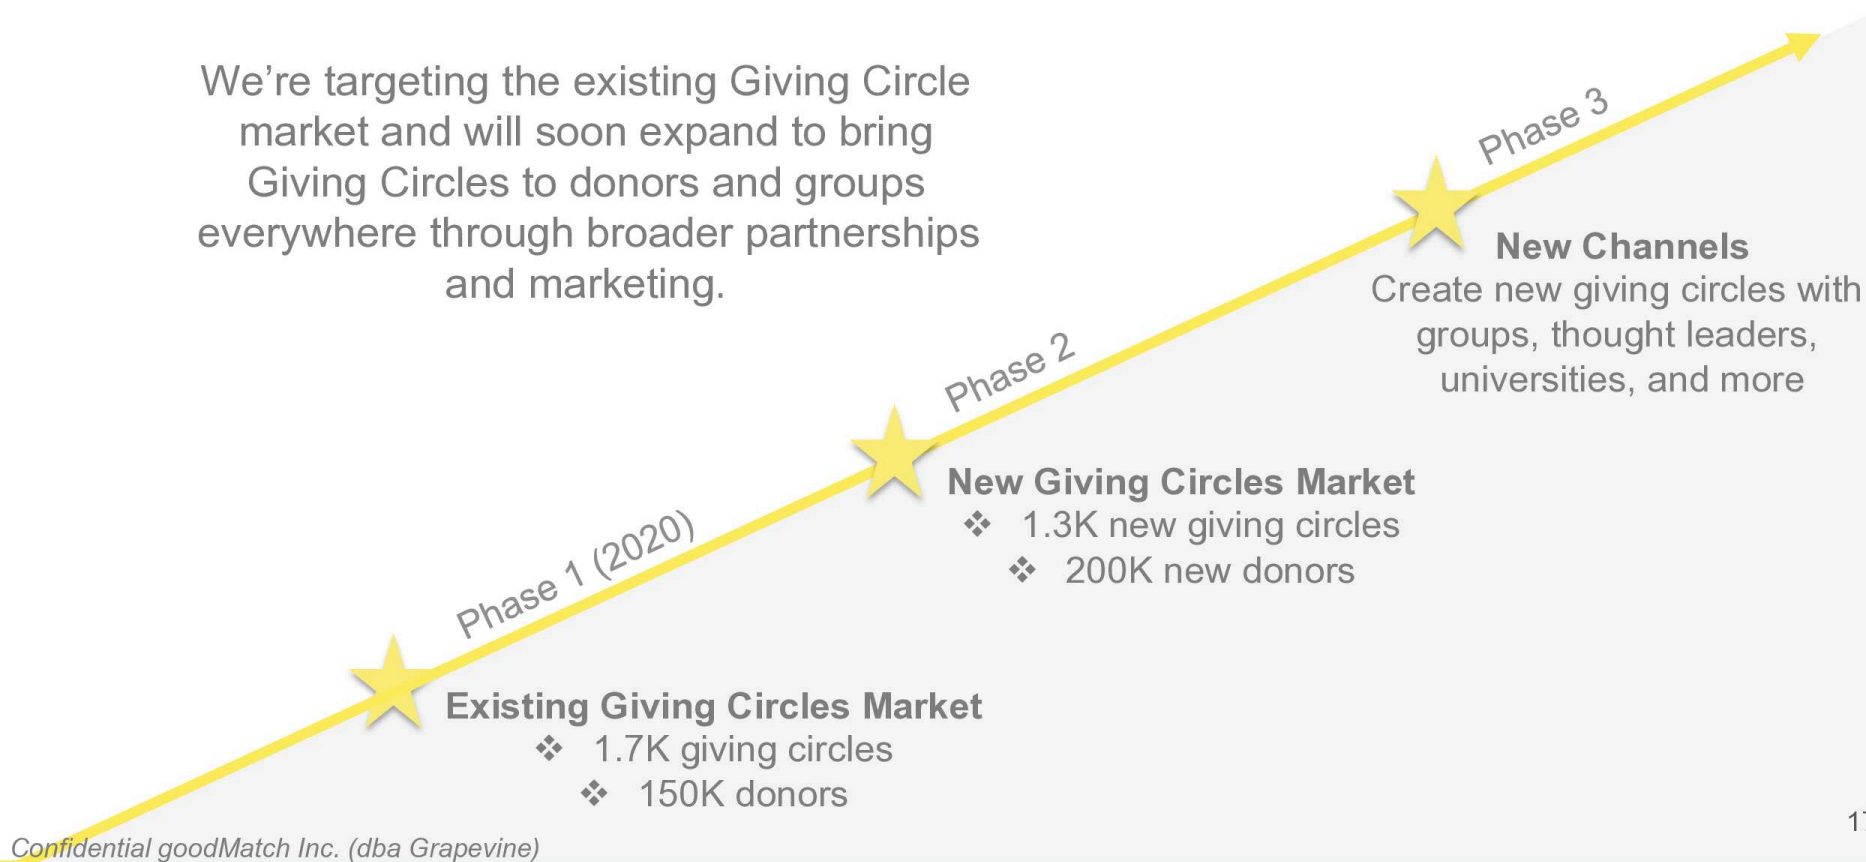 We’re targeting the existing Giving Circle
market and will soon expand to bring
Giving Circles to donors and groups
everywhere through broader partnerships
and marketing.
Phase 3
New Channels
Create new giving circles with
groups, thought leaders,
universities, and more
Phase 2
New Giving Circles Market
❖ 1.3K new giving circles
❖ 200K new donors
Phase 1 (2020)
Existing Giving Circles Market
❖ 1.7K giving circles
❖ 150K donors
17
Confidential goodMatch Inc. (dba Grapevine)